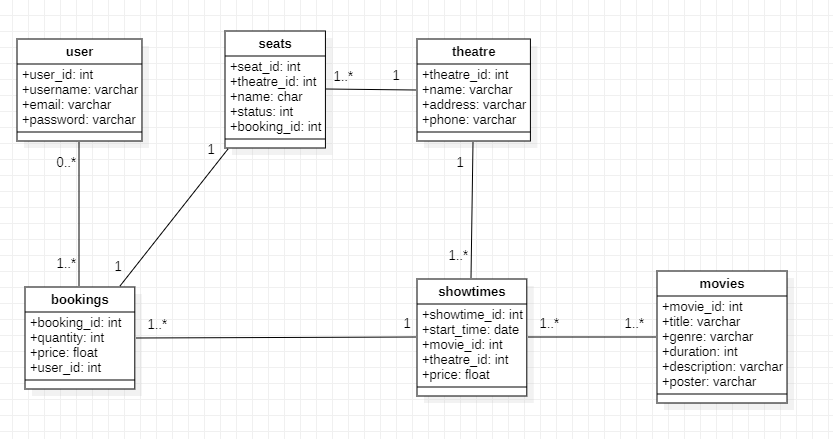 user
+user_id: int
+username: varchar
+email: varchar
+password: varchar
seats
+seat_id: int
+theatre_id: int
+name: char
+status: int
+booking_id: int
theatre
+theatre_id: int
+name: varchar
+address: varchar
+phone: varchar
1..*
1
0..*
1
1
1..*
1
1..*
bookings
+booking_id: int
+quantity: int
+price: float
+user_id: int
1..*
1
showtimes
+showtime_id: int
+start_time: date
+movie_id: int
+theatre_id: int
+price: float
1..*
1..*
movies
+movie_id: int
+title: varchar
+genre: varchar
+duration: int
+description: varchar
+poster: varchar